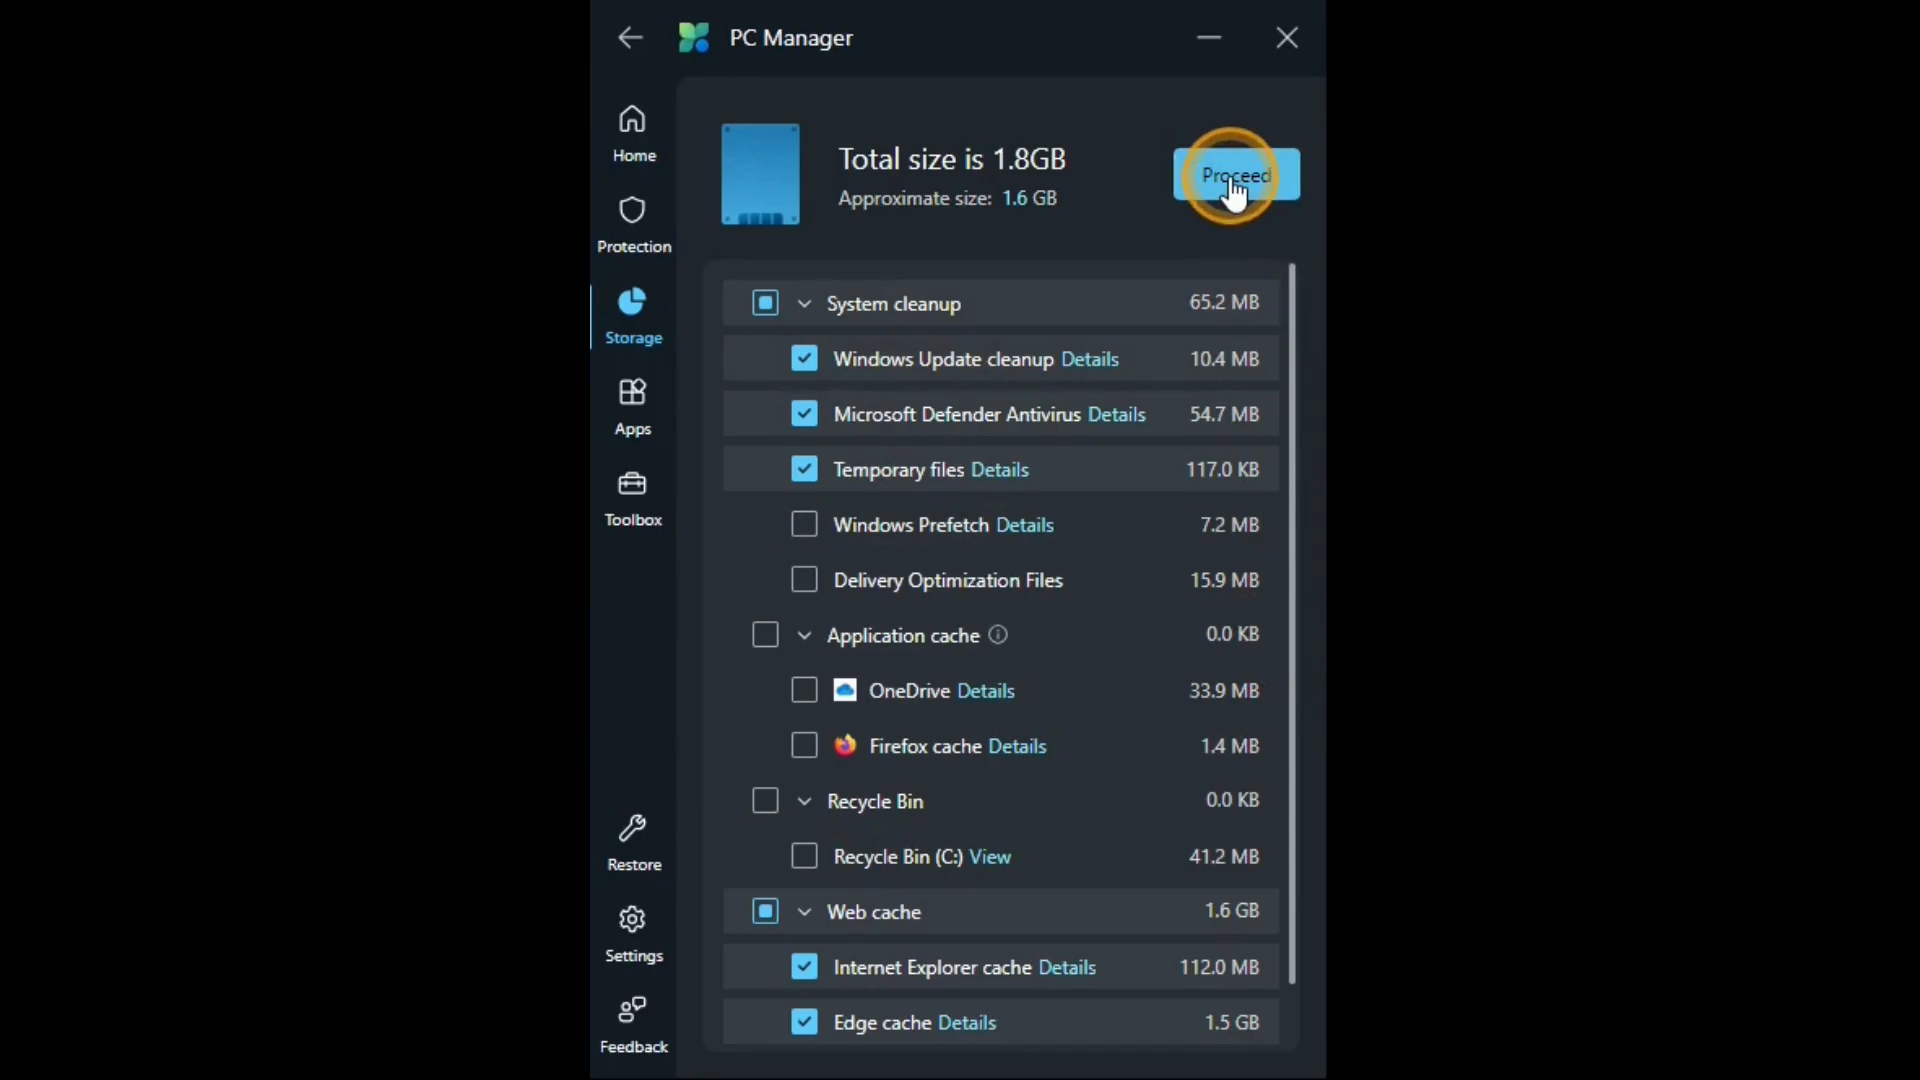 PC Manager
Home
Protection
Storage
Apps
Toolbox
Restore
Settings
Feedback
Total size is 1.8GB
Approximate size: 1.6 GB
Proceed
System cleanup 65.2 MB
Windows Update cleanup Details 10.4 MB
Microsoft Defender Antivirus Details 54.7 MB
Temporary files Details 117.0 KB
Windows Prefetch Details 7.2 MB
Delivery Optimization Files 15.9 MB
Application cache 0.0 KB
OneDrive Details 33.9 MB
Firefox cache Details 1.4 MB
Recycle Bin 0.0 KB
Recycle Bin (C:) View 41.2 MB
Web cache 1.6 GB
Internet Explorer cache Details 112.0 MB
Edge cache Details 1.5 GB